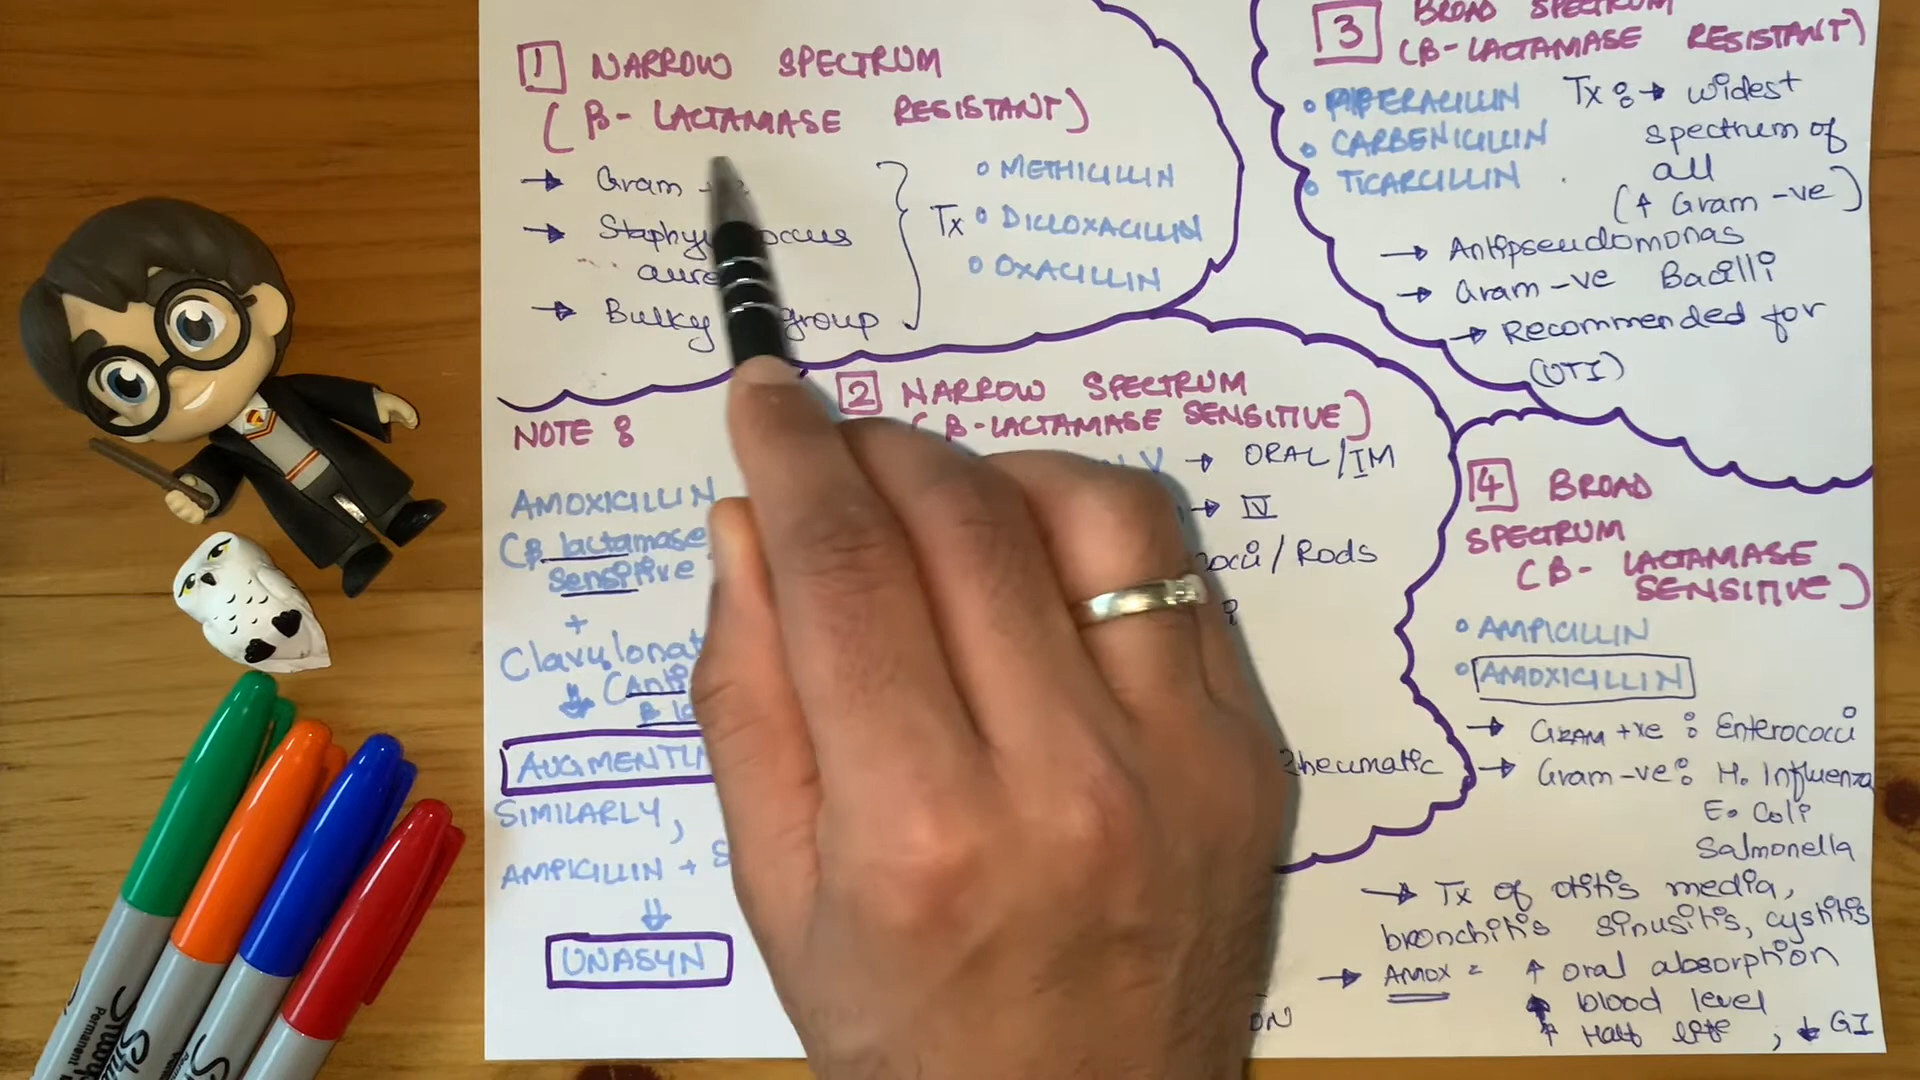 1 NARROW SPECTRUM
(β- LACTAMASE RESISTANT)
→ Gram
→ Staphylococcus
→ Bulky group
Tx
• METHICILLIN
• DICLOXACILLIN
• OXACILLIN
3 BROAD SPECTRUM
(β-LACTAMASE RESISTANT)
• PIPERACILLIN
• CARBENICILLIN
• TICARCILLIN
Tx : → widest
spectrum of
all
(↑ Gram -ve)
→ Antipseudomonas
→ Gram -ve Bacilli
→ Recommended for
(UTI)
2 NARROW SPECTRUM
(β-LACTAMASE SENSITIVE)
V → ORAL/IM
→ IV
/ Rods
Rheumatic
NOTE :
AMOXICILLIN
(β lactamase
sensitive
+
⇓
AUGMENTIN
SIMILARLY,
AMPICILLIN +
⇓
UNASYN
4 BROAD
SPECTRUM
(β- LACTAMASE
SENSITIVE)
• AMPICILLIN
• AMOXICILLIN
→ GRAM +ve : Enterococci
→ Gram -ve: H. Influenza
E. Coli
Salmonella
→ Tx of otitis media,
bronchitis sinusitis, cystitis
→ AMOX = ↑ oral absorption
↑ blood level
↑ Half life ; ↓ GI
Permanent